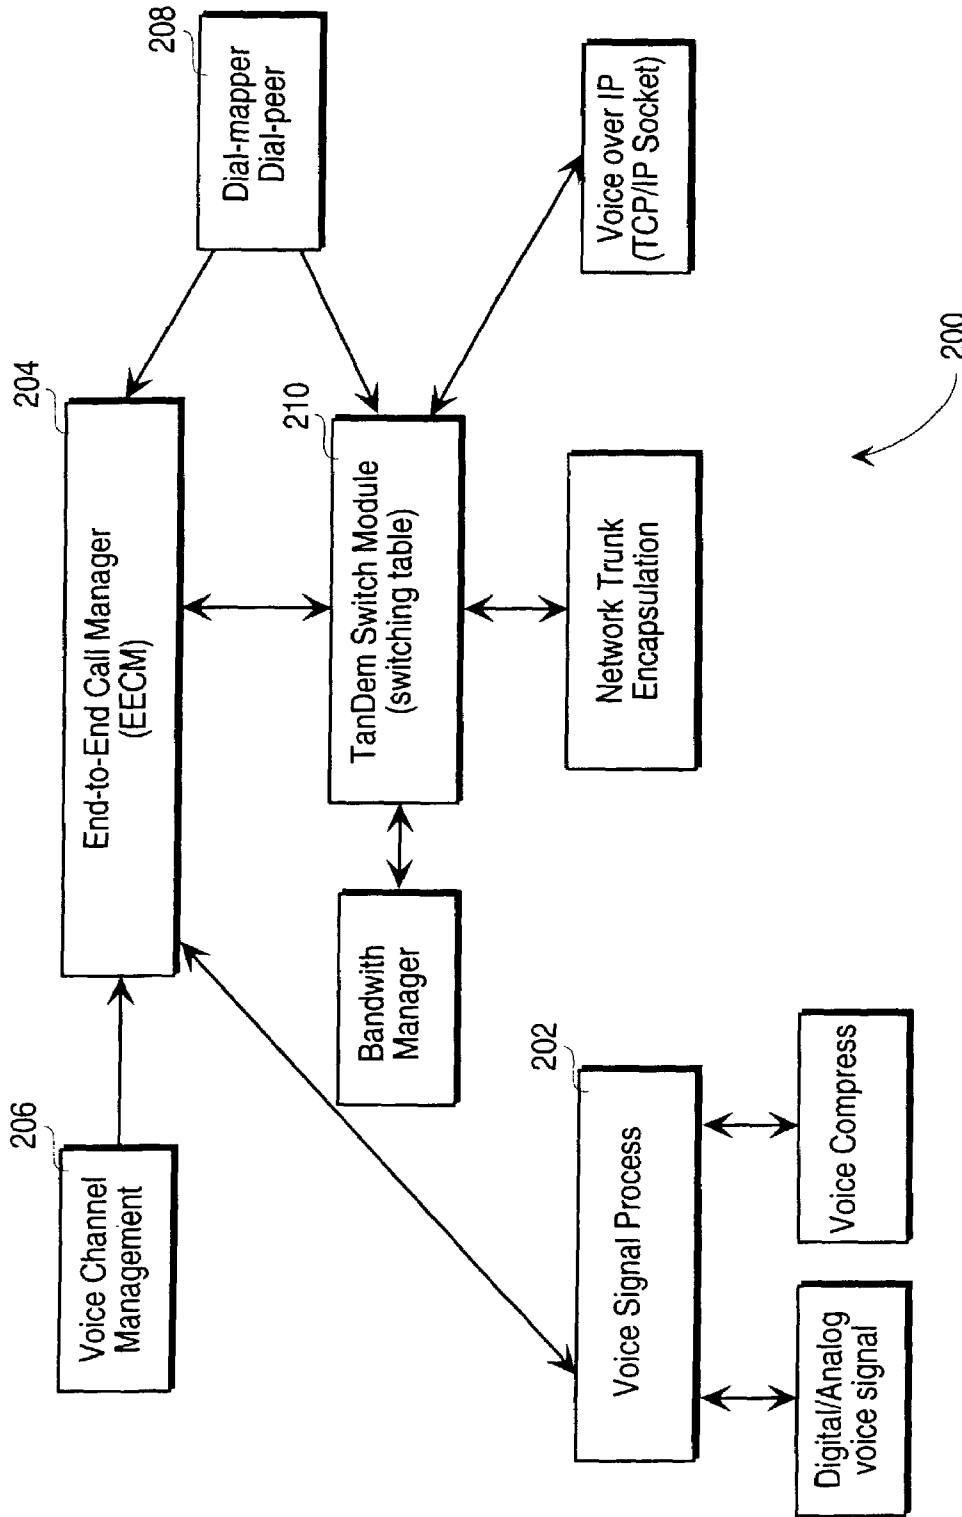 206
Voice Channel
Management
204
End-to-End Call Manager
(EECM)
208
Dial-mapper
Dial-peer
Bandwith
Manager
210
TanDem Switch Module
(switching table)
202
Voice Signal Process
Network Trunk
Encapsulation
Voice over IP
(TCP/IP Socket)
Digital/Analog
voice signal
Voice Compress
200